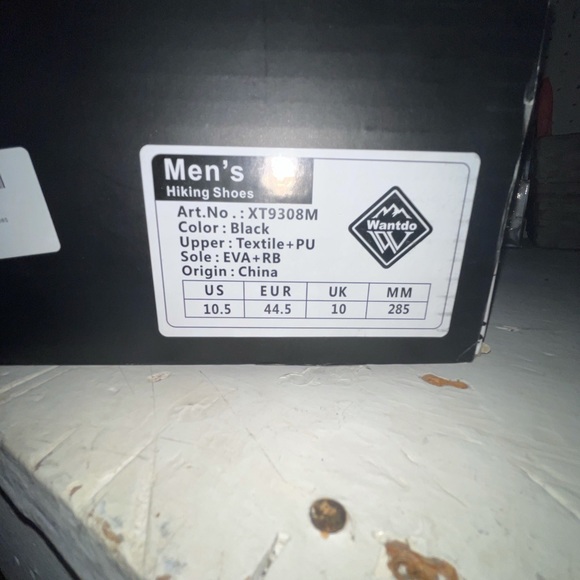 Men's
Hiking Shoes
Art.No.:XT9308M
Color:Black
Upper:Textile+PU
Sole:EVA+RB
Origin:China
Wantdo
US EUR UK MM
10.5 44.5 10 285